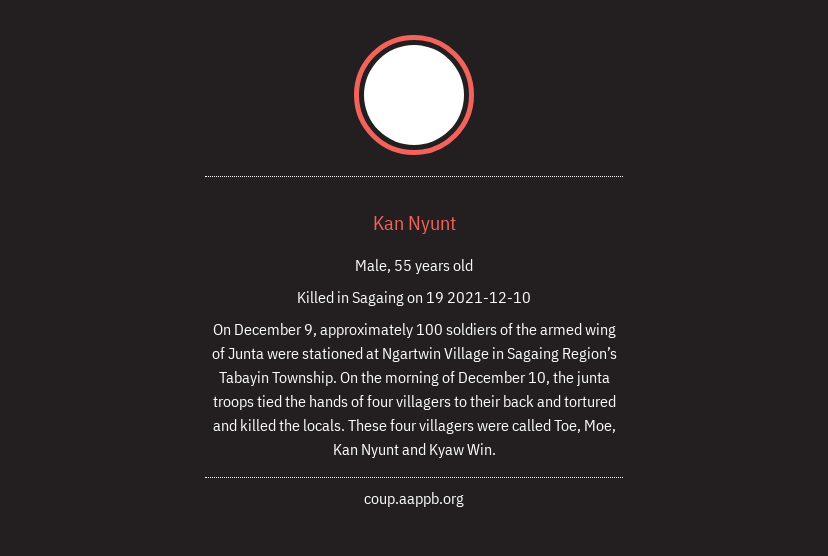 Kan Nyunt
Male, 55 years old
Killed in Sagaing on 19 2021-12-10
On December 9, approximately 100 soldiers of the armed wing
of Junta were stationed at Ngartwin Village in Sagaing Region’s
Tabayin Township. On the morning of December 10, the junta
troops tied the hands of four villagers to their back and tortured
and killed the locals. These four villagers were called Toe, Moe,
Kan Nyunt and Kyaw Win.
coup.aappb.org